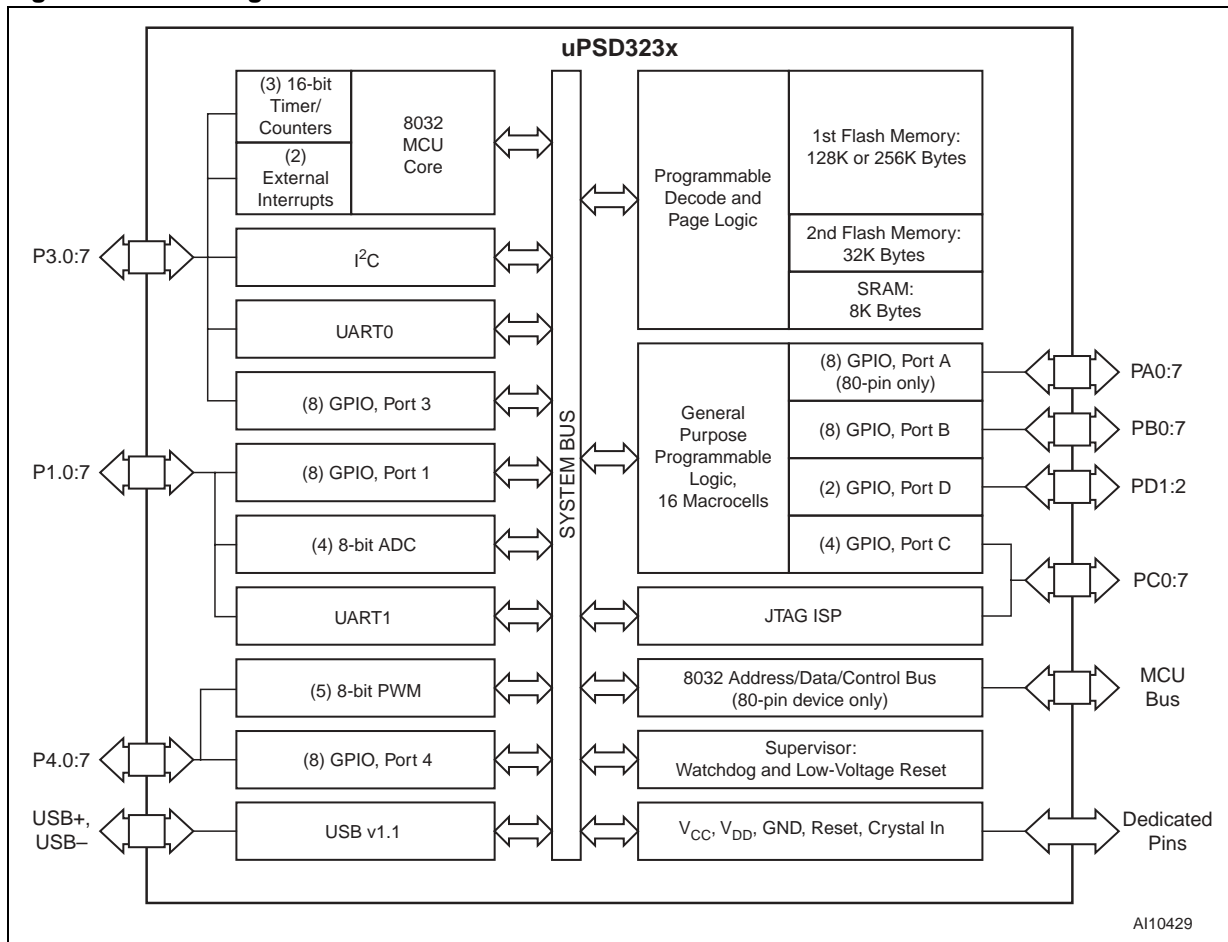 uPSD323x
(3) 16-bit
Timer/
Counters
(2)
External
Interrupts
8032
MCU
Core
I2C
UART0
(8) GPIO, Port 3
(8) GPIO, Port 1
(4) 8-bit ADC
UART1
(5) 8-bit PWM
(8) GPIO, Port 4
USB v1.1
P3.0:7
P1.0:7
P4.0:7
USB+,
USB–
SYSTEM BUS
Programmable
Decode and
Page Logic
1st Flash Memory:
128K or 256K Bytes
2nd Flash Memory:
32K Bytes
SRAM:
8K Bytes
General
Purpose
Programmable
Logic,
16 Macrocells
(8) GPIO, Port A
(80-pin only)
(8) GPIO, Port B
(2) GPIO, Port D
(4) GPIO, Port C
JTAG ISP
8032 Address/Data/Control Bus
(80-pin device only)
Supervisor:
Watchdog and Low-Voltage Reset
VCC, VDD, GND, Reset, Crystal In
PA0:7
PB0:7
PD1:2
PC0:7
MCU
Bus
Dedicated
Pins
AI10429